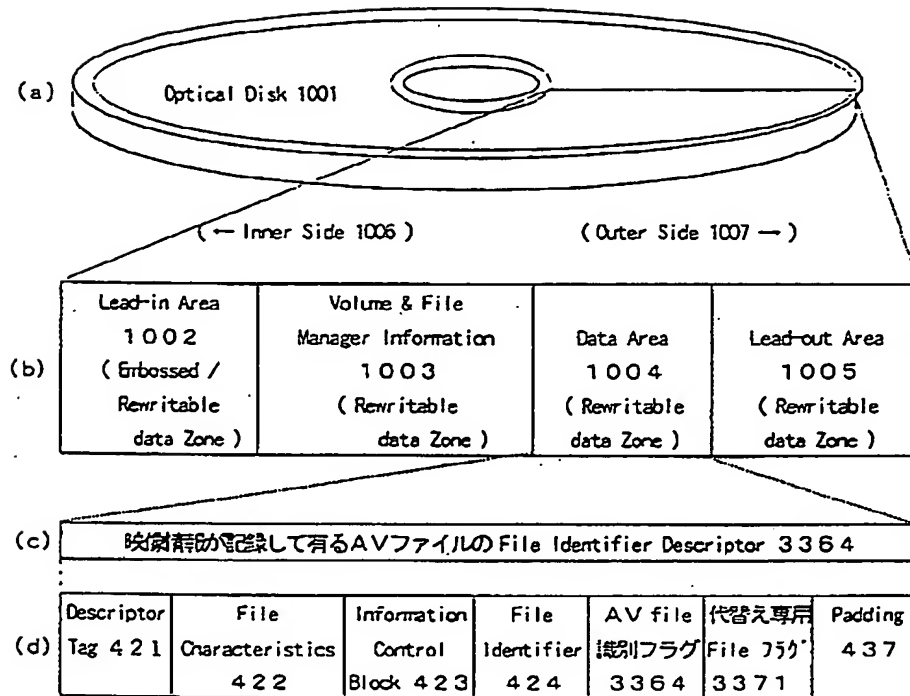 (a)
Optical Disk 1001
(← Inner Side 1006 )
(Outer Side 1007 →)
(b)
Lead-in Area
1002
( Embossed /
Rewritable
data Zone )
Volume & File
Manager Information
1003
( Rewritable
data Zone )
Data Area
1004
( Rewritable
data Zone )
Lead-out Area
1005
( Rewritable
data Zone )
(c)
映像情報が記録して有るAVファイルの File Identifier Descriptor 3364
(d)
Descriptor
Tag 421
File
Characteristics
422
Information
Control
Block 423
File
Identifier
424
AV file
識別フラグ
3364
代替え専用
File フラグ
3371
Padding
437